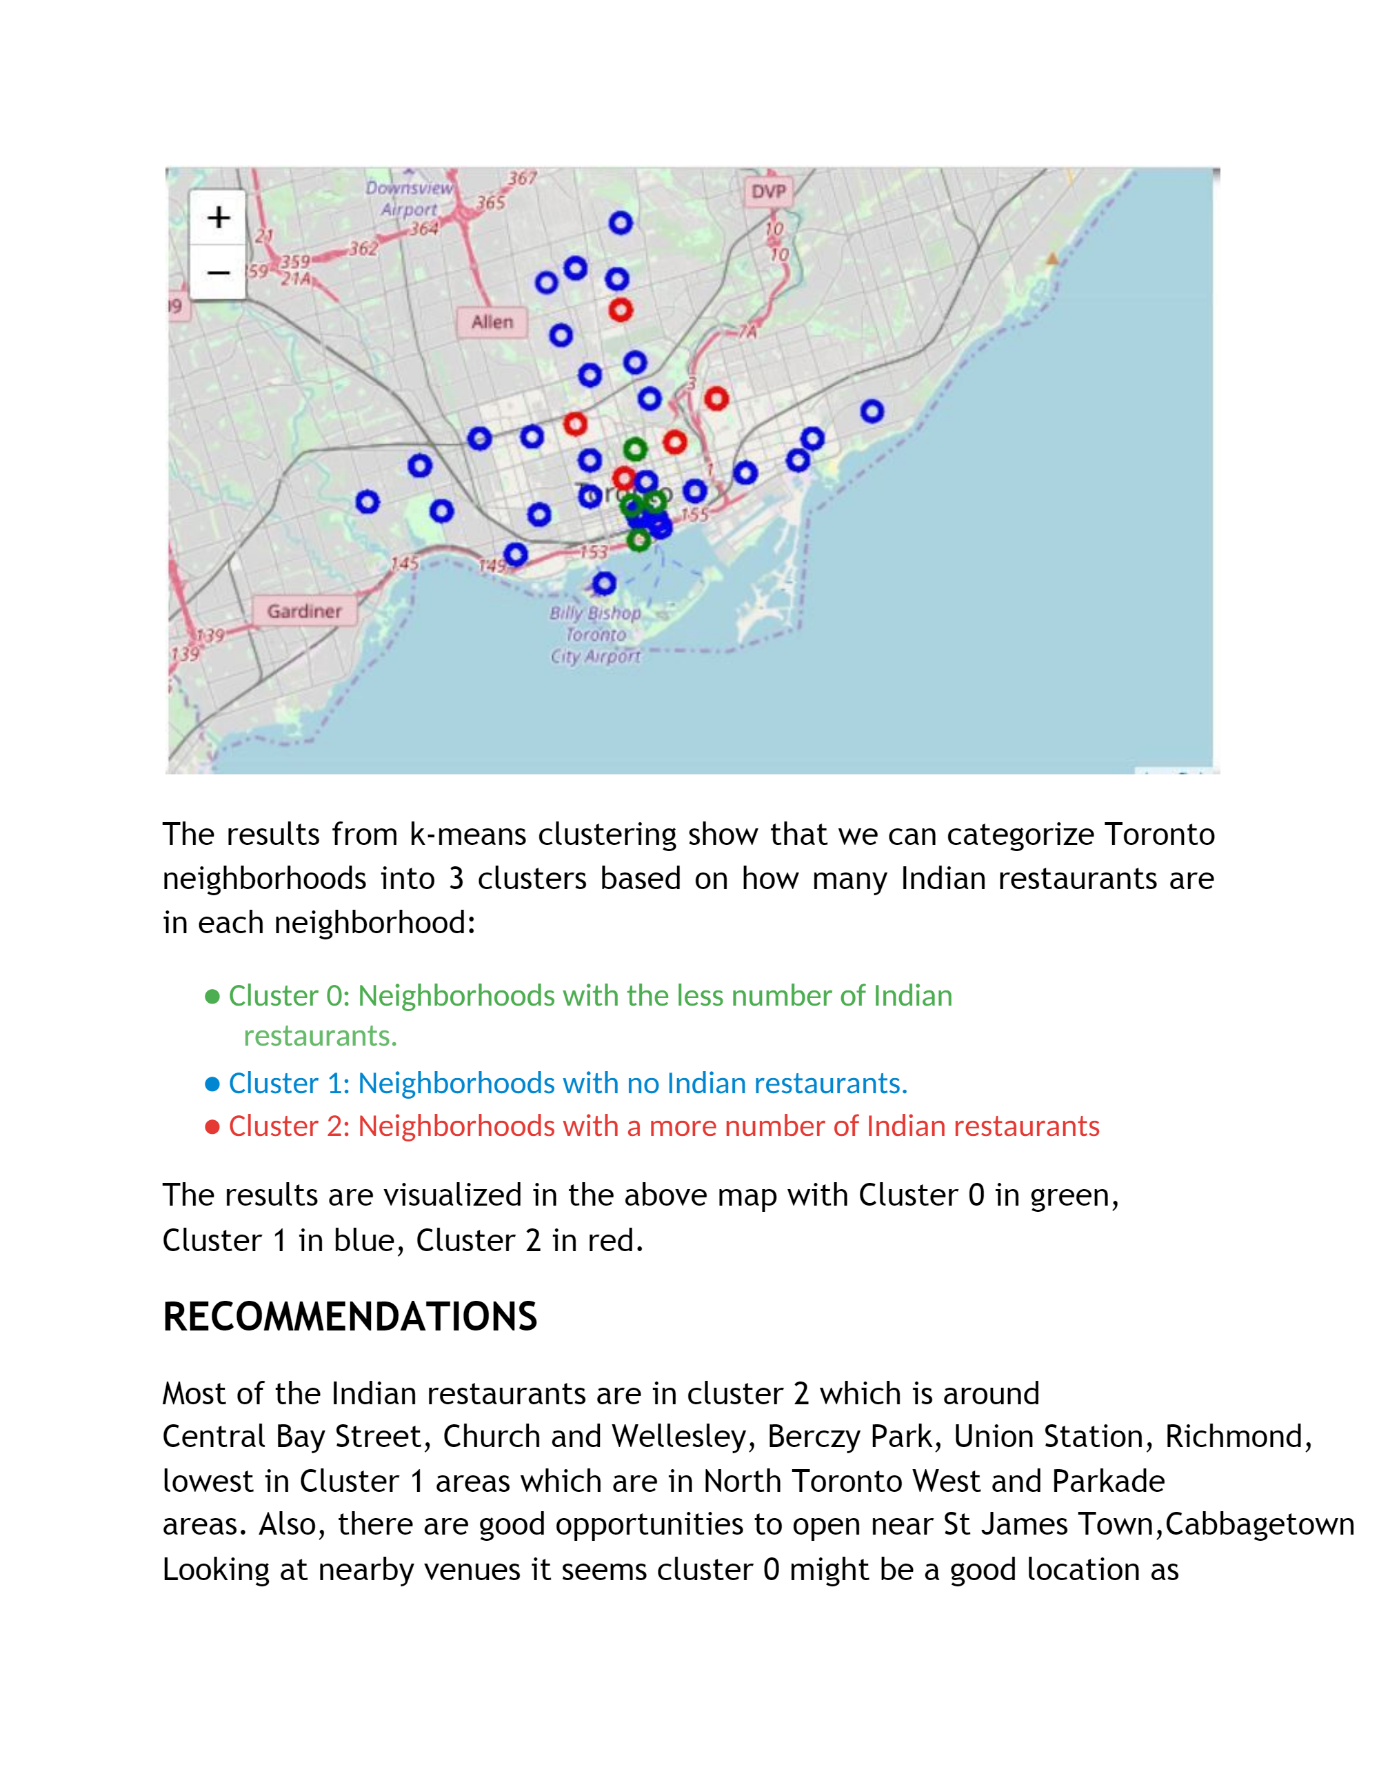 367
Downsview
Airport
365
364
DVP
+
21
362
10
10
359
59
21A
−
Allen
7A
3
1
Toronto
155
153
145
149
Gardiner
Billy Bishop
Toronto
City Airport
139
139
The results from k-means clustering show that we can categorize Toronto
neighborhoods into 3 clusters based on how many Indian restaurants are
in each neighborhood:
● Cluster 0: Neighborhoods with the less number of Indian
restaurants.
● Cluster 1: Neighborhoods with no Indian restaurants.
● Cluster 2: Neighborhoods with a more number of Indian restaurants
The results are visualized in the above map with Cluster 0 in green,
Cluster 1 in blue, Cluster 2 in red.
RECOMMENDATIONS
Most of the Indian restaurants are in cluster 2 which is around
Central Bay Street, Church and Wellesley, Berczy Park, Union Station, Richmond,
lowest in Cluster 1 areas which are in North Toronto West and Parkade
areas. Also, there are good opportunities to open near St James Town,Cabbagetown
Looking at nearby venues it seems cluster 0 might be a good location as